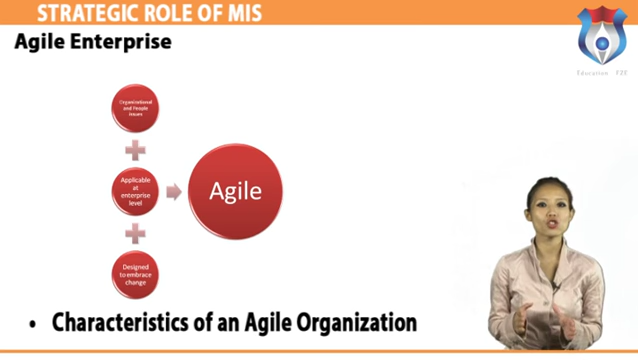 STRATEGIC ROLE OF MIS
Agile Enterprise
Education FZE
Organizational
and People
Issues
Applicable
at
enterprise
level
Agile
Designed
to embrace
change
• Characteristics of an Agile Organization